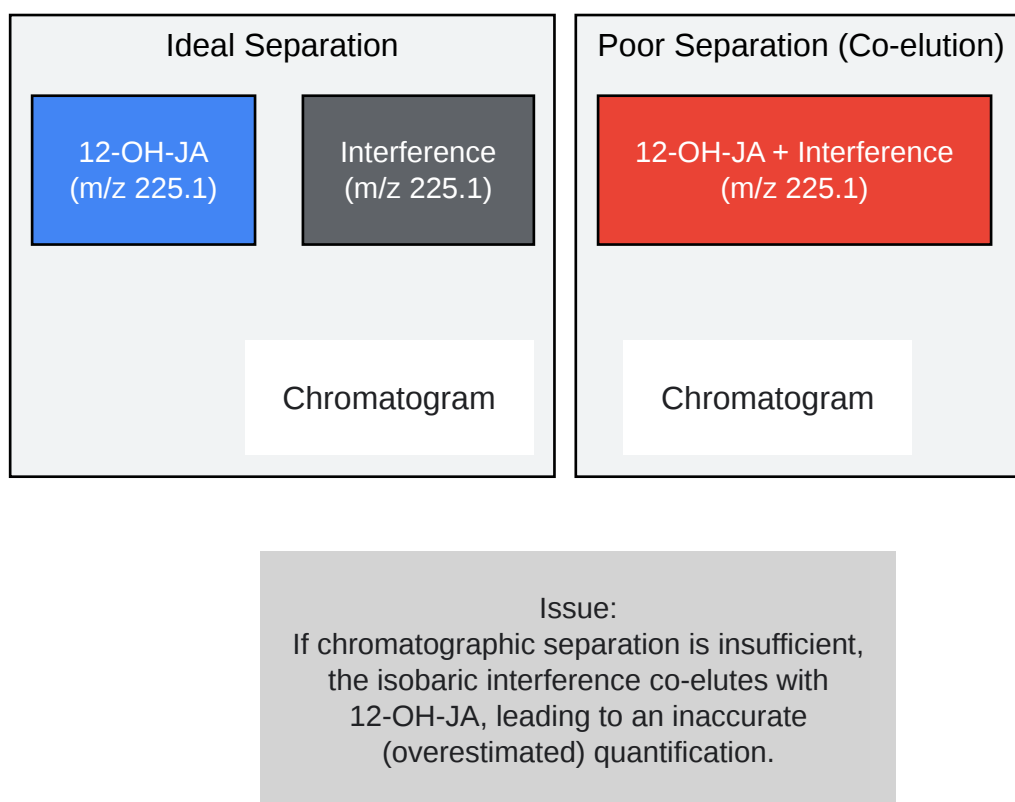 Ideal Separation
12-OH-JA
(m/z 225.1)
Interference
(m/z 225.1)
Chromatogram
Poor Separation (Co-elution)
12-OH-JA + Interference
(m/z 225.1)
Chromatogram
Issue:
If chromatographic separation is insufficient,
the isobaric interference co-elutes with
12-OH-JA, leading to an inaccurate
(overestimated) quantification.